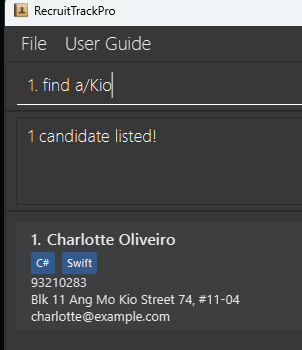 RecruitTrackPro
File User Guide
1. find a/Kio
1 candidate listed!
1. Charlotte Oliveiro
C# Swift
93210283
Blk 11 Ang Mo Kio Street 74, #11-04
charlotte@example.com